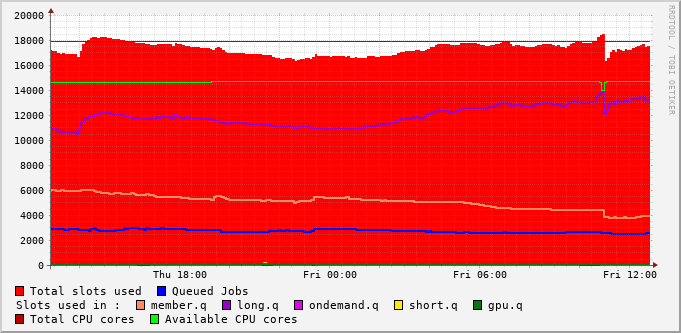 20000
18000
16000
14000
12000
10000
8000
6000
4000
2000
0
Thu 18:00 Fri 00:00 Fri 06:00 Fri 12:00
RRDTOOL / TOBI OETIKER
Total slots used Queued Jobs
Slots used in : member.q long.q ondemand.q short.q gpu.q
Total CPU cores Available CPU cores